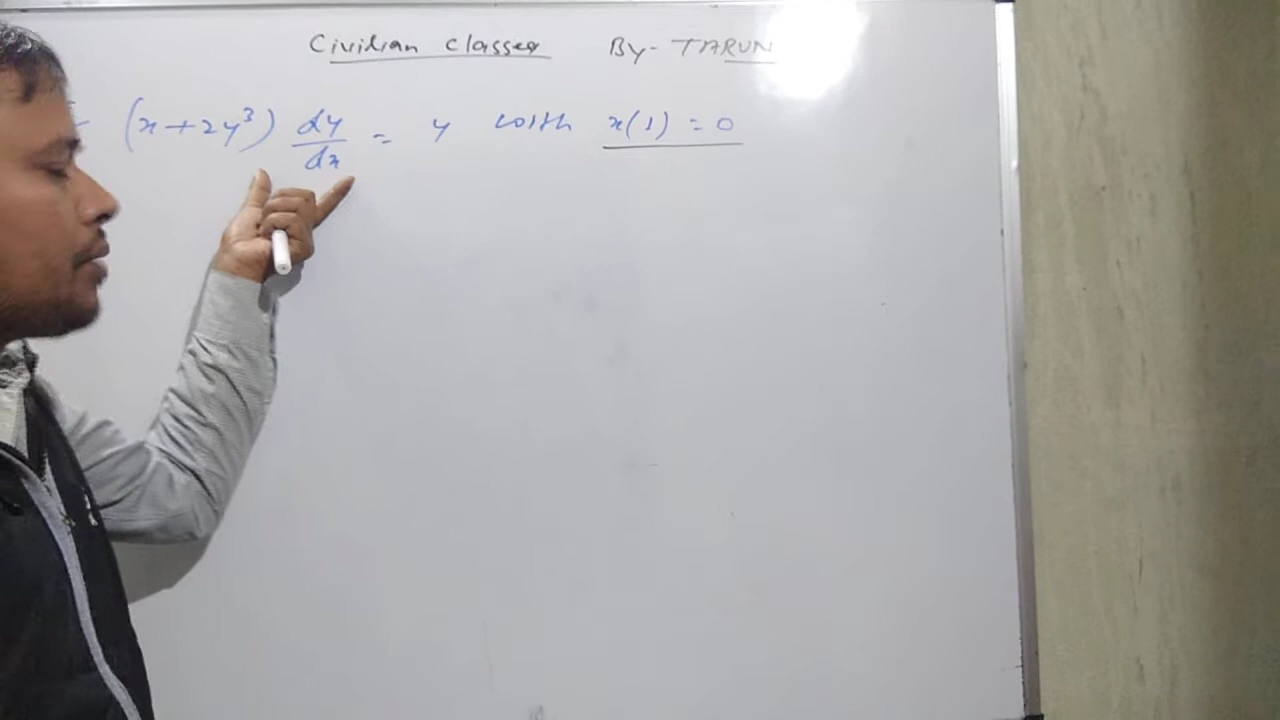 Civilian Classes By- TARUN
(x+2y³) dy/dx = y with x(1) = 0